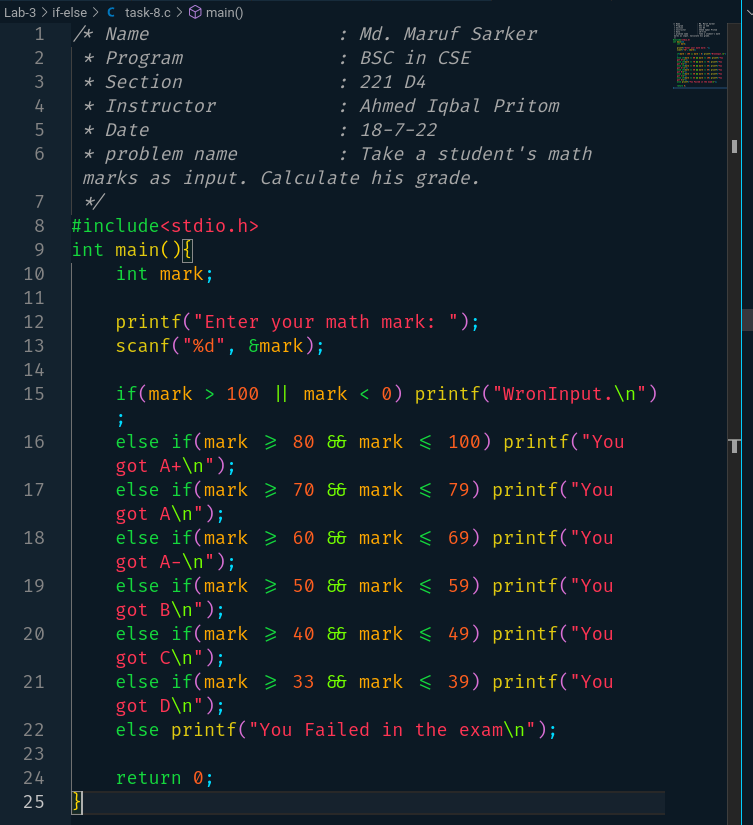 Lab-3 > if-else > C task-8.c > main()
1 /* Name : Md. Maruf Sarker
2 * Program : BSC in CSE
3 * Section : 221 D4
4 * Instructor : Ahmed Iqbal Pritom
5 * Date : 18-7-22
6 * problem name : Take a student's math
marks as input. Calculate his grade.
7 */
8 #include<stdio.h>
9 int main(){
10 int mark;
11
12 printf("Enter your math mark: ");
13 scanf("%d", &mark);
14
15 if(mark > 100 || mark < 0) printf("WronInput.\n")
;
16 else if(mark >= 80 && mark <= 100) printf("You
got A+\n");
17 else if(mark >= 70 && mark <= 79) printf("You
got A\n");
18 else if(mark >= 60 && mark <= 69) printf("You
got A-\n");
19 else if(mark >= 50 && mark <= 59) printf("You
got B\n");
20 else if(mark >= 40 && mark <= 49) printf("You
got C\n");
21 else if(mark >= 33 && mark <= 39) printf("You
got D\n");
22 else printf("You Failed in the exam\n");
23
24 return 0;
25 }